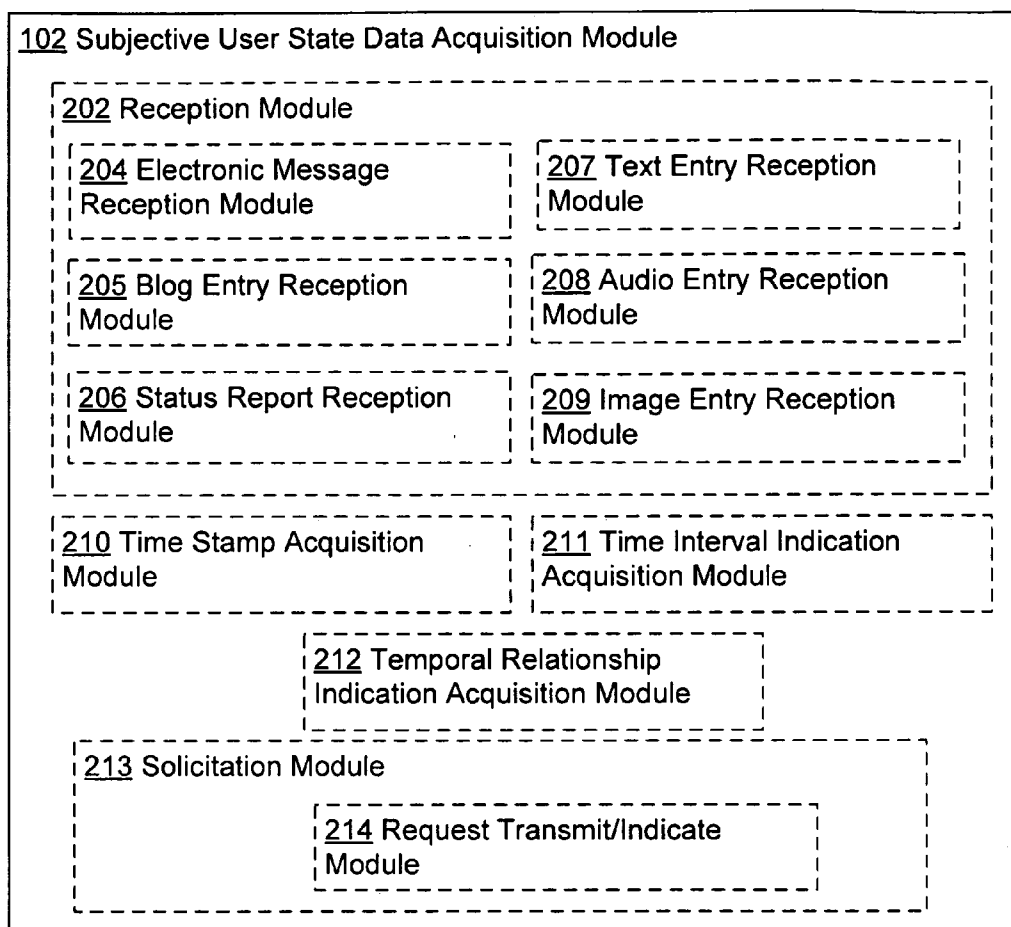 102 Subjective User State Data Acquisition Module
202 Reception Module
204 Electronic Message
Reception Module
207 Text Entry Reception
Module
205 Blog Entry Reception
Module
208 Audio Entry Reception
Module
206 Status Report Reception
Module
209 Image Entry Reception
Module
210 Time Stamp Acquisition
Module
211 Time Interval Indication
Acquisition Module
212 Temporal Relationship
Indication Acquisition Module
213 Solicitation Module
214 Request Transmit/Indicate
Module